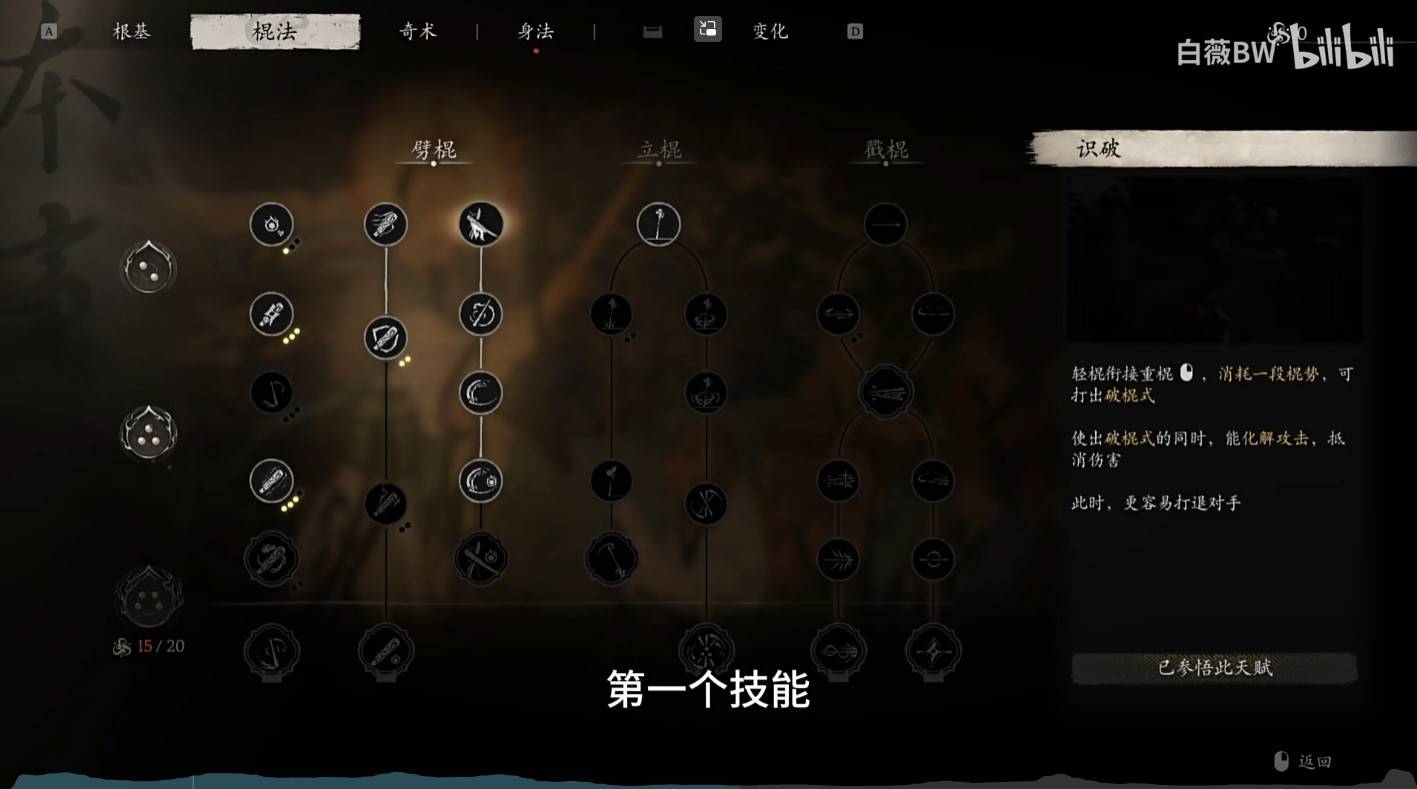 A 根基 棍法 奇术 身法 变化 D
0
白薇BW bilibili
劈棍 立棍 戳棍
识破
轻棍衔接重棍 ，消耗一段棍势，可
打出破棍式
使出破棍式的同时，能化解攻击，抵
消伤害
此时，更容易打退对手
15/20
已参悟此天赋
第一个技能
返回